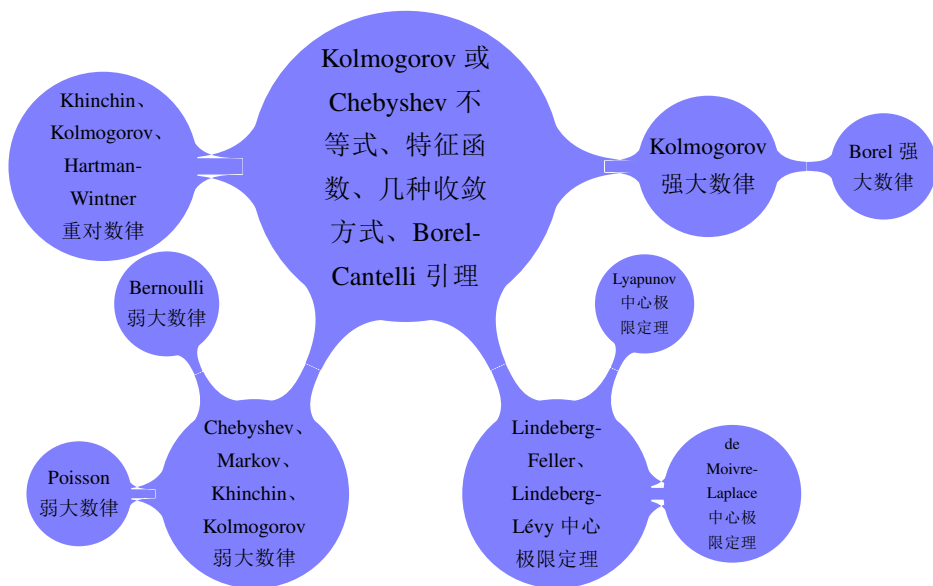 Kolmogorov 或
Chebyshev 不
等式、特征函
数、几种收敛
方式、Borel-
Cantelli 引理
Khinchin、
Kolmogorov、
Hartman-
Wintner
重对数律
Kolmogorov
强大数律
Borel 强
大数律
Bernoulli
弱大数律
Lyapunov
中心极
限定理
Chebyshev、
Markov、
Khinchin、
Kolmogorov
弱大数律
Poisson
弱大数律
Lindeberg-
Feller、
Lindeberg-
Lévy 中心
极限定理
de
Moivre-
Laplace
中心极
限定理